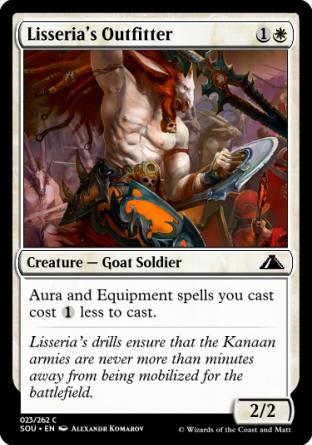 Lisseria's Outfitter 1
Creature — Goat Soldier
Aura and Equipment spells you cast
cost 1 less to cast.
Lisseria's drills ensure that the Kanaan
armies are never more than minutes
away from being mobilized for the
battlefield.
2/2
023/262 C
SOU • EN Alexandr Komarov
© Wizards of the Coast and Matt